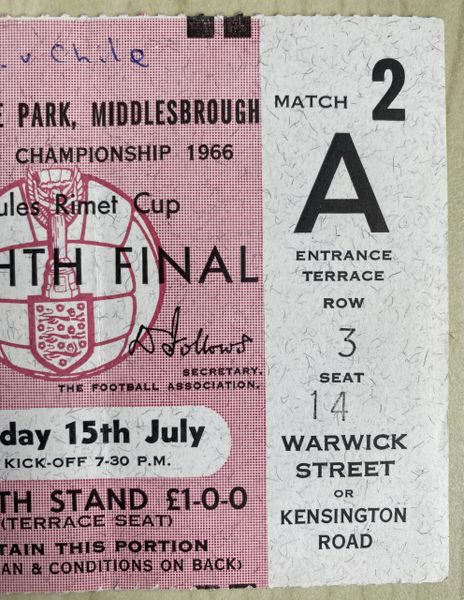 v Chile
E PARK, MIDDLESBROUGH
CHAMPIONSHIP 1966
ules Rimet Cup
HTH FINAL
D Follows
SECRETARY.
THE FOOTBALL ASSOCIATION.
day 15th July
KICK-OFF 7-30 P.M.
TH STAND £1-0-0
(TERRACE SEAT)
TAIN THIS PORTION
AN & CONDITIONS ON BACK)
MATCH 2
A
ENTRANCE
TERRACE
ROW
3
SEAT
14
WARWICK
STREET
OR
KENSINGTON
ROAD